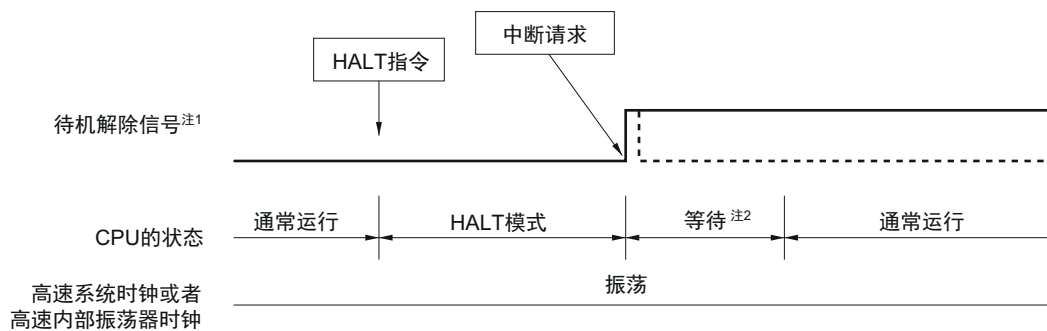 中断请求
HALT指令
待机解除信号注1
通常运行
HALT模式
等待 注2
通常运行
CPU的状态
振荡
高速系统时钟或者
高速内部振荡器时钟